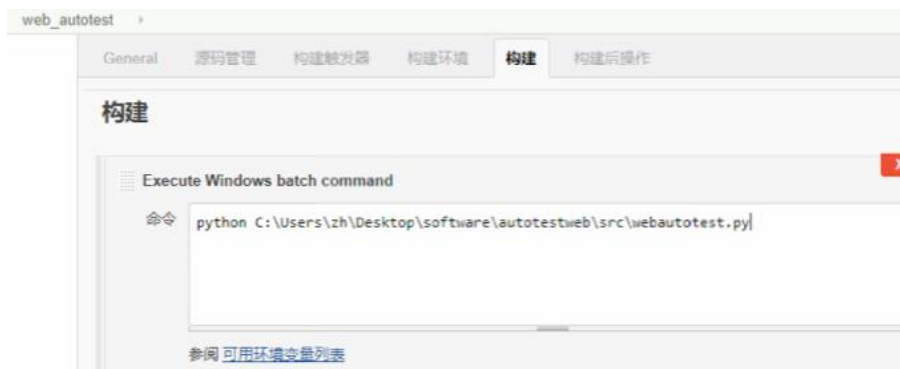 web_autotest
General 源码管理 构建触发器 构建环境 构建 构建后操作
构建
Execute Windows batch command
X
命令 python C:\Users\zh\Desktop\software\autotestweb\src\webautotest.py
参阅 可用环境变量列表